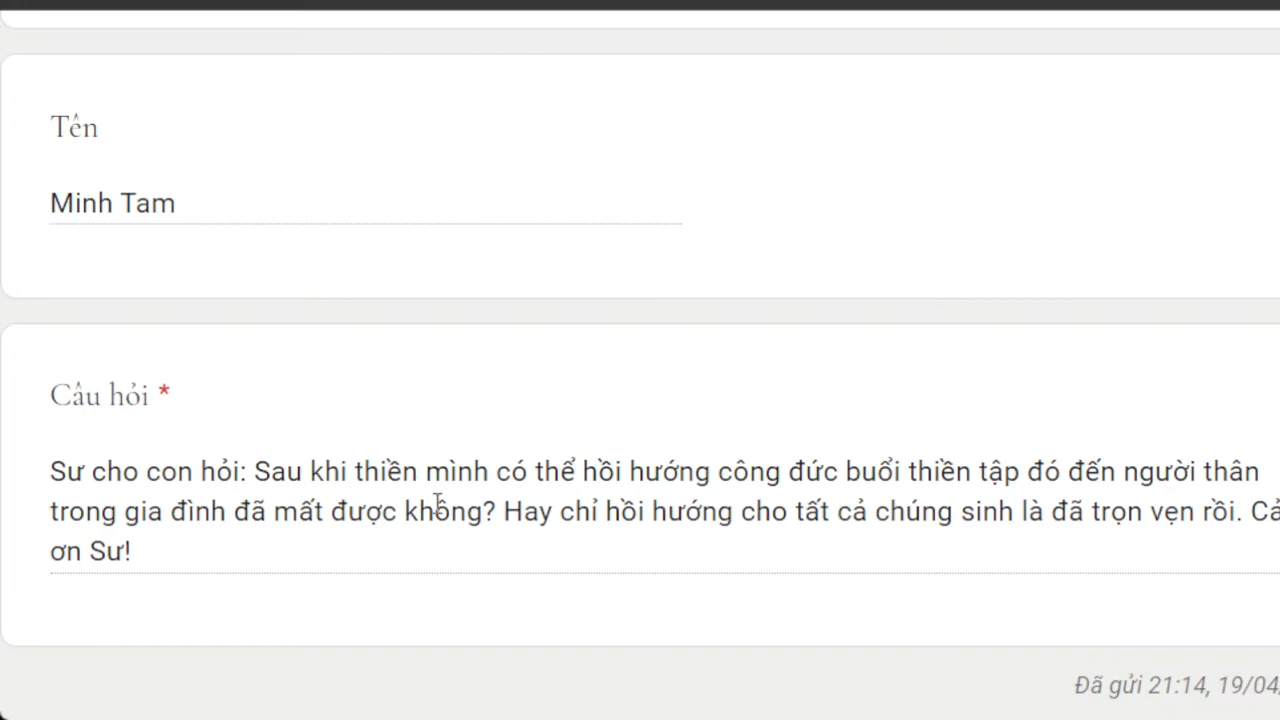 Tên
Minh Tam
Câu hỏi *
Sư cho con hỏi: Sau khi thiền mình có thể hồi hướng công đức buổi thiền tập đó đến người thân
trong gia đình đã mất được không? Hay chỉ hồi hướng cho tất cả chúng sinh là đã trọn vẹn rồi.
ơn Sư!
Đã gửi 21:14, 19/04